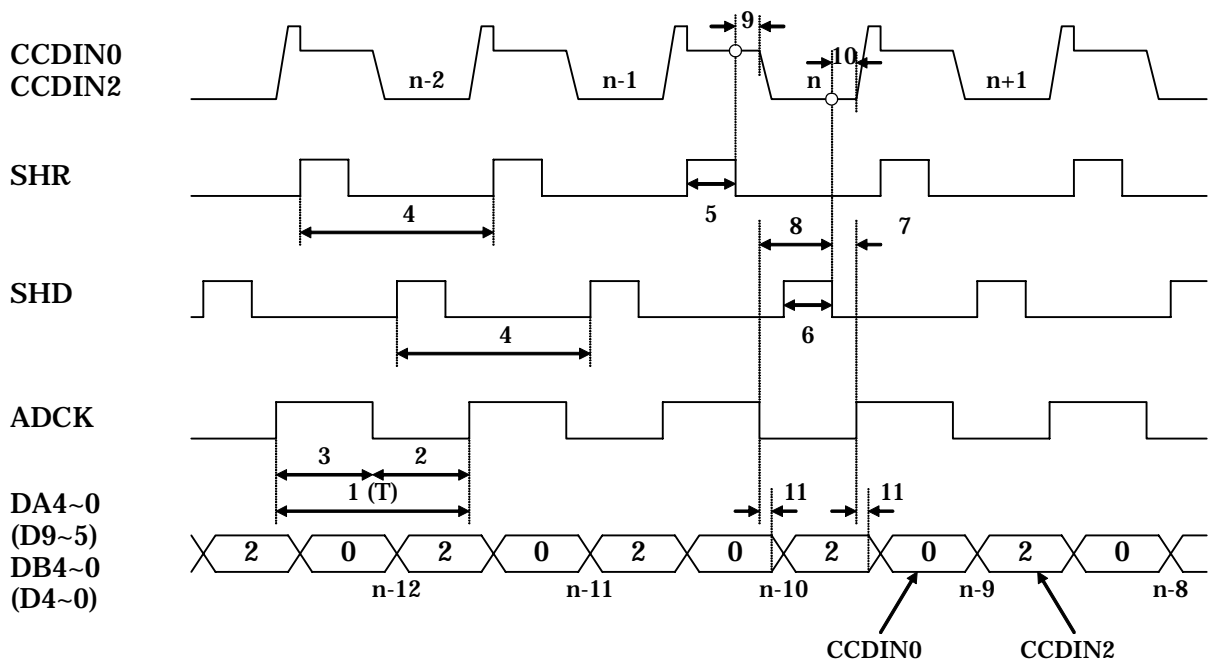 9
10
CCDIN0
CCDIN2
n-2
n-1
n
n+1
SHR
4
5
8
7
SHD
4
6
ADCK
3
2
1 (T)
11
11
DA4~0
(D9~5)
DB4~0
(D4~0)
2
0
2
0
2
0
2
0
2
0
n-12
n-11
n-10
n-9
n-8
CCDIN0
CCDIN2